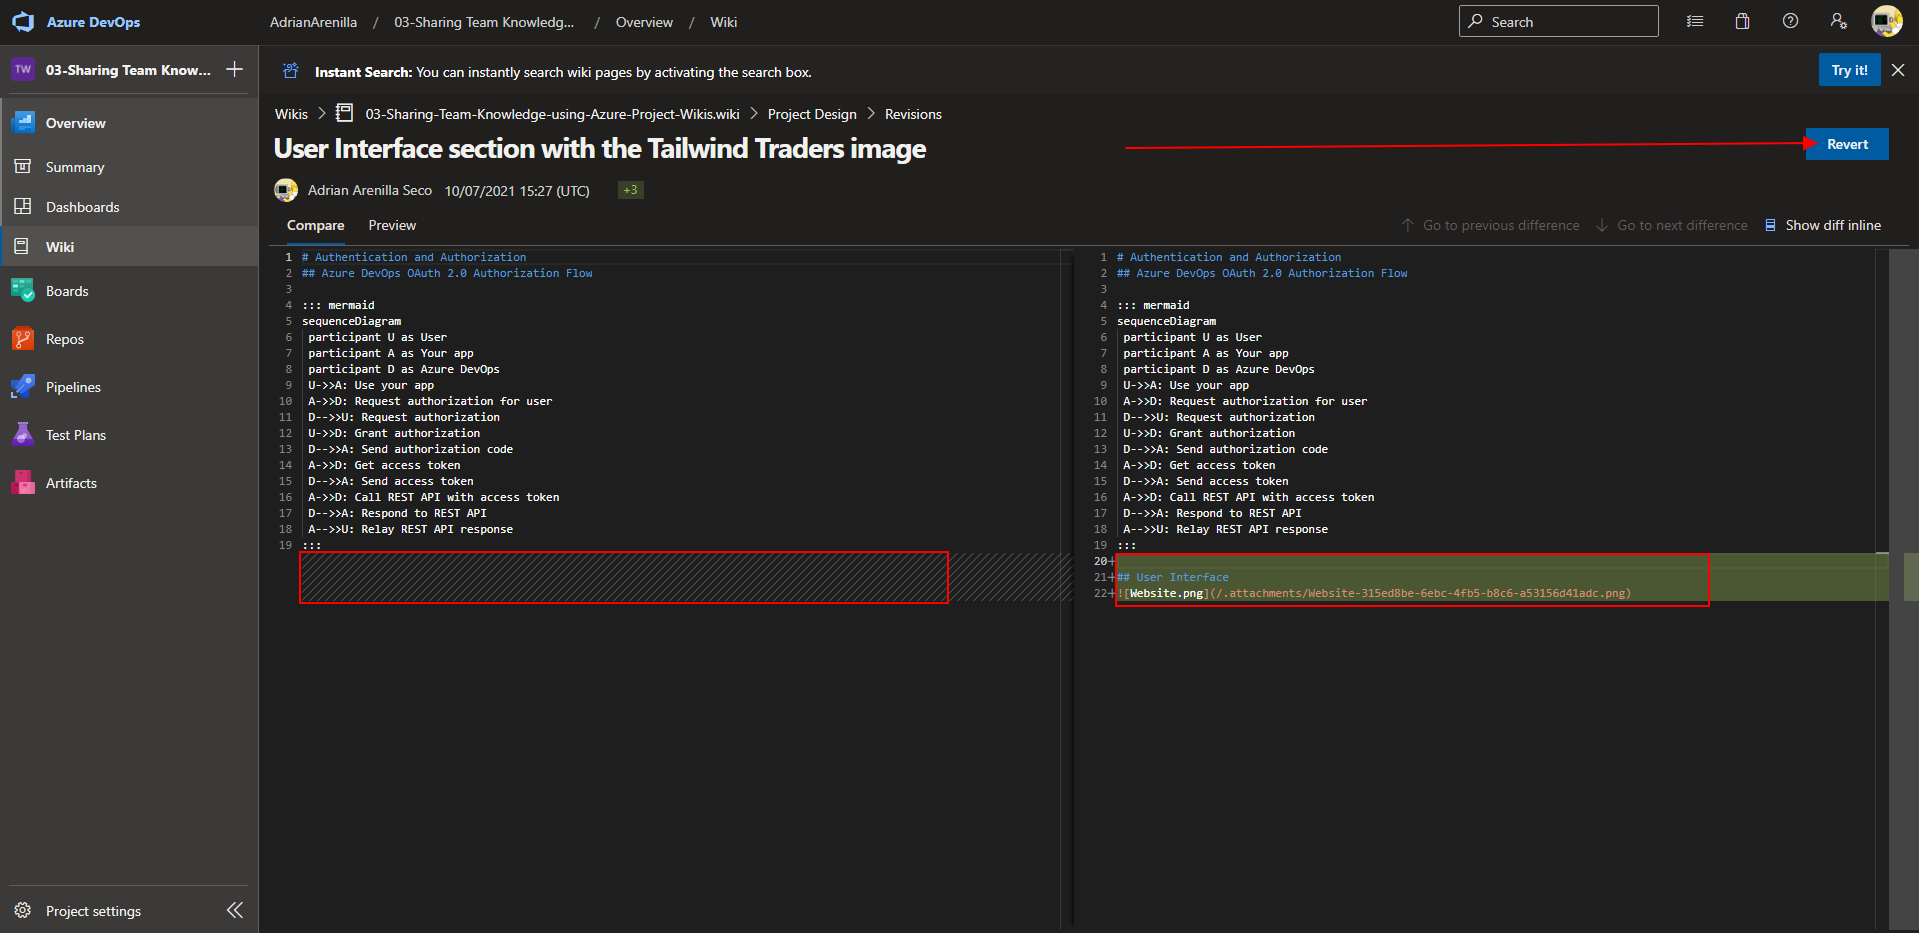 Azure DevOps
AdrianArenilla / 03-Sharing Team Knowledg... / Overview / Wiki
Search
TW 03-Sharing Team Know...
Overview
Summary
Dashboards
Wiki
Boards
Repos
Pipelines
Test Plans
Artifacts
Project settings
Instant Search: You can instantly search wiki pages by activating the search box.
Try it!
Wikis > 03-Sharing-Team-Knowledge-using-Azure-Project-Wikis.wiki > Project Design > Revisions
User Interface section with the Tailwind Traders image
Revert
Adrian Arenilla Seco 10/07/2021 15:27 (UTC) +3
Compare Preview
Go to previous difference Go to next difference Show diff inline
1 # Authentication and Authorization
2 ## Azure DevOps OAuth 2.0 Authorization Flow
3
4 ::: mermaid
5 sequenceDiagram
6 participant U as User
7 participant A as Your app
8 participant D as Azure DevOps
9 U->>A: Use your app
10 A->>D: Request authorization for user
11 D-->>U: Request authorization
12 U->>D: Grant authorization
13 D-->>A: Send authorization code
14 A->>D: Get access token
15 D-->>A: Send access token
16 A->>D: Call REST API with access token
17 D-->>A: Respond to REST API
18 A-->>U: Relay REST API response
19 :::
1 # Authentication and Authorization
2 ## Azure DevOps OAuth 2.0 Authorization Flow
3
4 ::: mermaid
5 sequenceDiagram
6 participant U as User
7 participant A as Your app
8 participant D as Azure DevOps
9 U->>A: Use your app
10 A->>D: Request authorization for user
11 D-->>U: Request authorization
12 U->>D: Grant authorization
13 D-->>A: Send authorization code
14 A->>D: Get access token
15 D-->>A: Send access token
16 A->>D: Call REST API with access token
17 D-->>A: Respond to REST API
18 A-->>U: Relay REST API response
19 :::
20+
21+## User Interface
22+![Website.png](/.attachments/Website-315ed8be-6ebc-4fb5-b8c6-a53156d41adc.png)